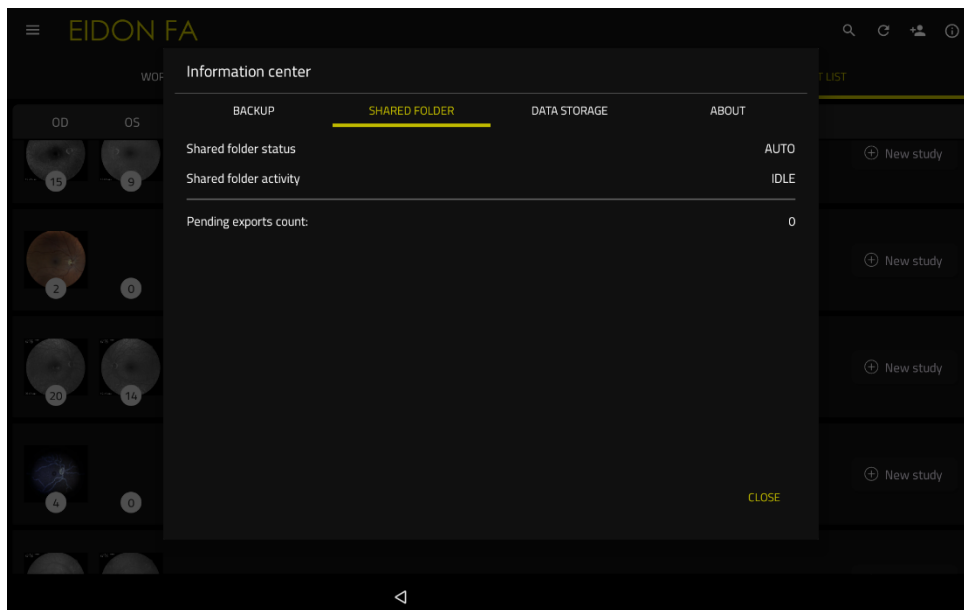 EIDON FA
Information center
WOR
T LIST
BACKUP SHARED FOLDER DATA STORAGE ABOUT
OD OS
Shared folder status AUTO
New study
15 9
Shared folder activity IDLE
Pending exports count: 0
New study
2 0
New study
20 14
New study
4 0
CLOSE